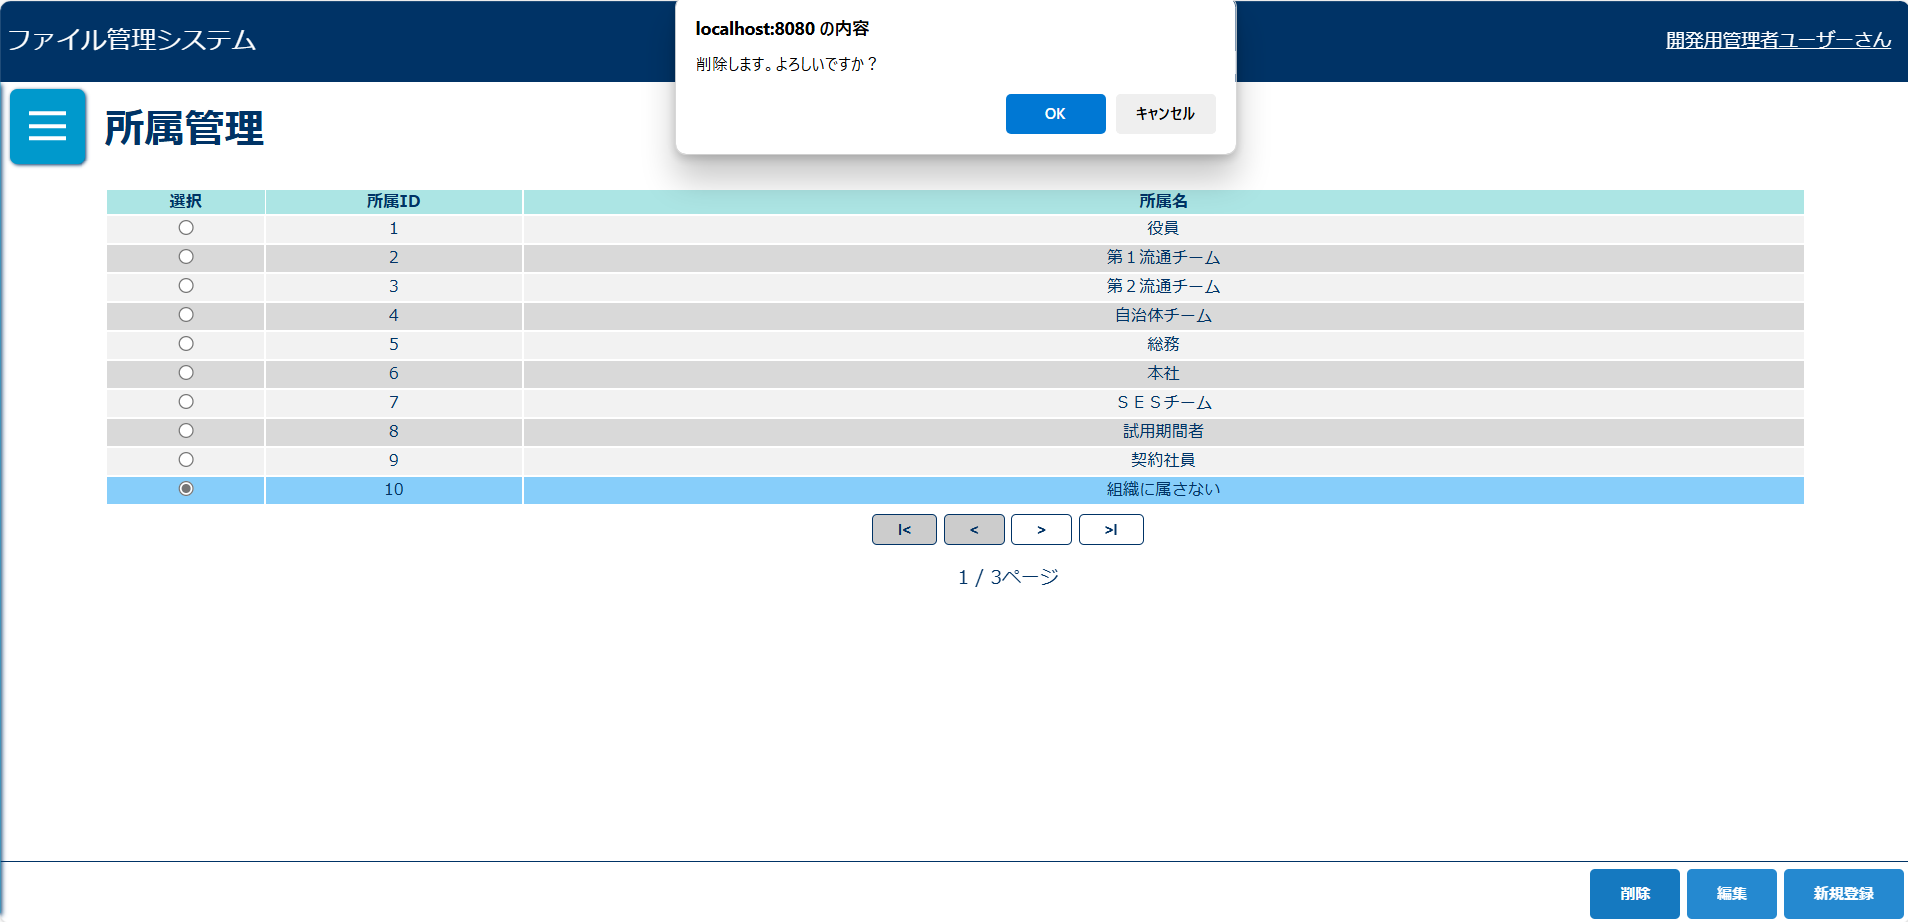 ファイル管理システム
開発用管理者ユーザーさん
localhost:8080 の内容
削除します。よろしいですか？
OK キャンセル
所属管理
選択 所属ID 所属名
1 役員
2 第１流通チーム
3 第２流通チーム
4 自治体チーム
5 総務
6 本社
7 ＳＥＳチーム
8 試用期間者
9 契約社員
10 組織に属さない
|< < > >|
1 / 3ページ
削除 編集 新規登録